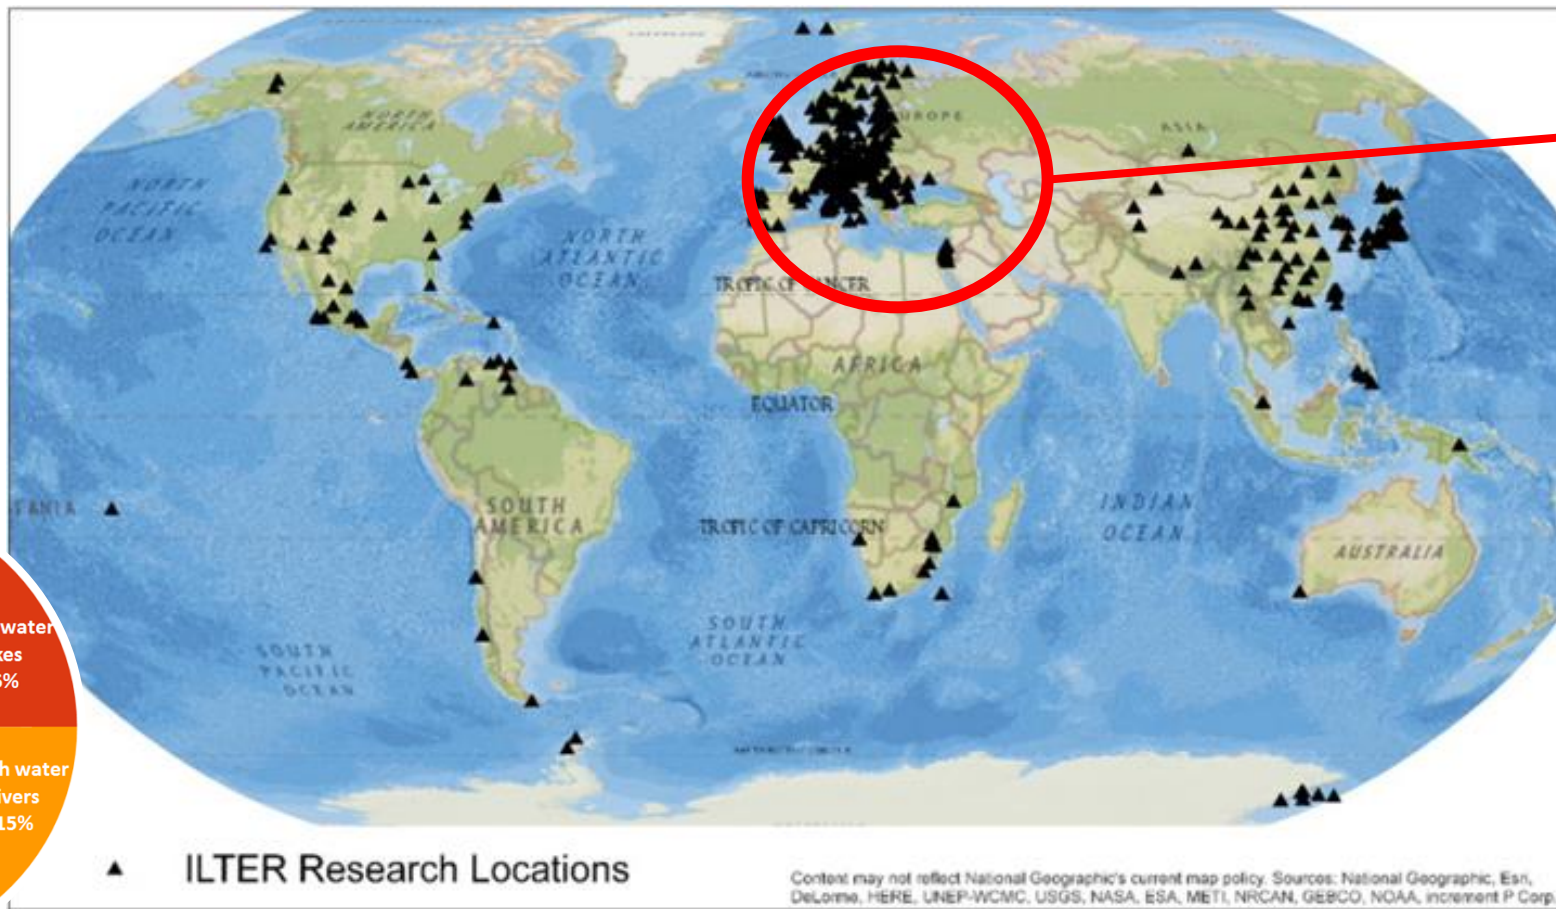 NORTH
AMERICA
EUROPE
ASIA
NORTH
PACIFIC
OCEAN
NORTH
ATLANTIC
OCEAN
TROPIC OF CANCER
AFRICA
EQUATOR
SOUTH
AMERICA
TROPIC OF CAPRICORN
INDIAN
OCEAN
AUSTRALIA
SOUTH
ATLANTIC
OCEAN
SOUTH
PACIFIC
OCEAN
water
kes
6%
h water
ivers
15%
ILTER Research Locations
Content may not reflect National Geographic's current map policy. Sources: National Geographic, Esri,
DeLorme, HERE, UNEP-WCMC, USGS, NASA, ESA, METI, NRCAN, GEBCO, NOAA, increment P Corp.